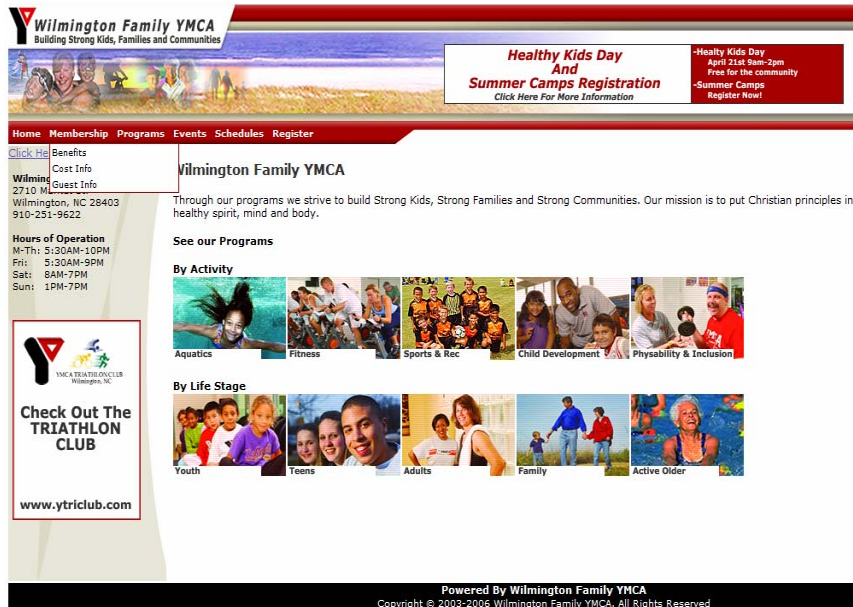 Wilmington Family YMCA
Building Strong Kids, Families and Communities
Healthy Kids Day
And
Summer Camps Registration
Click Here For More Information
-Healty Kids Day
April 21st 9am-2pm
Free for the community
-Summer Camps
Register Now!
Home Membership Programs Events Schedules Register
Click He
Benefits
Cost Info
Guest Info
Wilmington Family YMCA
Wilming
2710 M
Wilmington, NC 28403
910-251-9622
Through our programs we strive to build Strong Kids, Strong Families and Strong Communities. Our mission is to put Christian principles in
healthy spirit, mind and body.
Hours of Operation
M-Th: 5:30AM-10PM
Fri: 5:30AM-9PM
Sat: 8AM-7PM
Sun: 1PM-7PM
See our Programs
By Activity
Aquatics
Fitness
Sports & Rec
Child Development
Physability & Inclusion
YMCA TRIATHLON CLUB
Wilmington, NC
Check Out The
TRIATHLON
CLUB
www.ytriclub.com
By Life Stage
Youth
Teens
Adults
Family
Active Older
Powered By Wilmington Family YMCA
Copyright © 2003-2006 Wilmington Family YMCA. All Rights Reserved